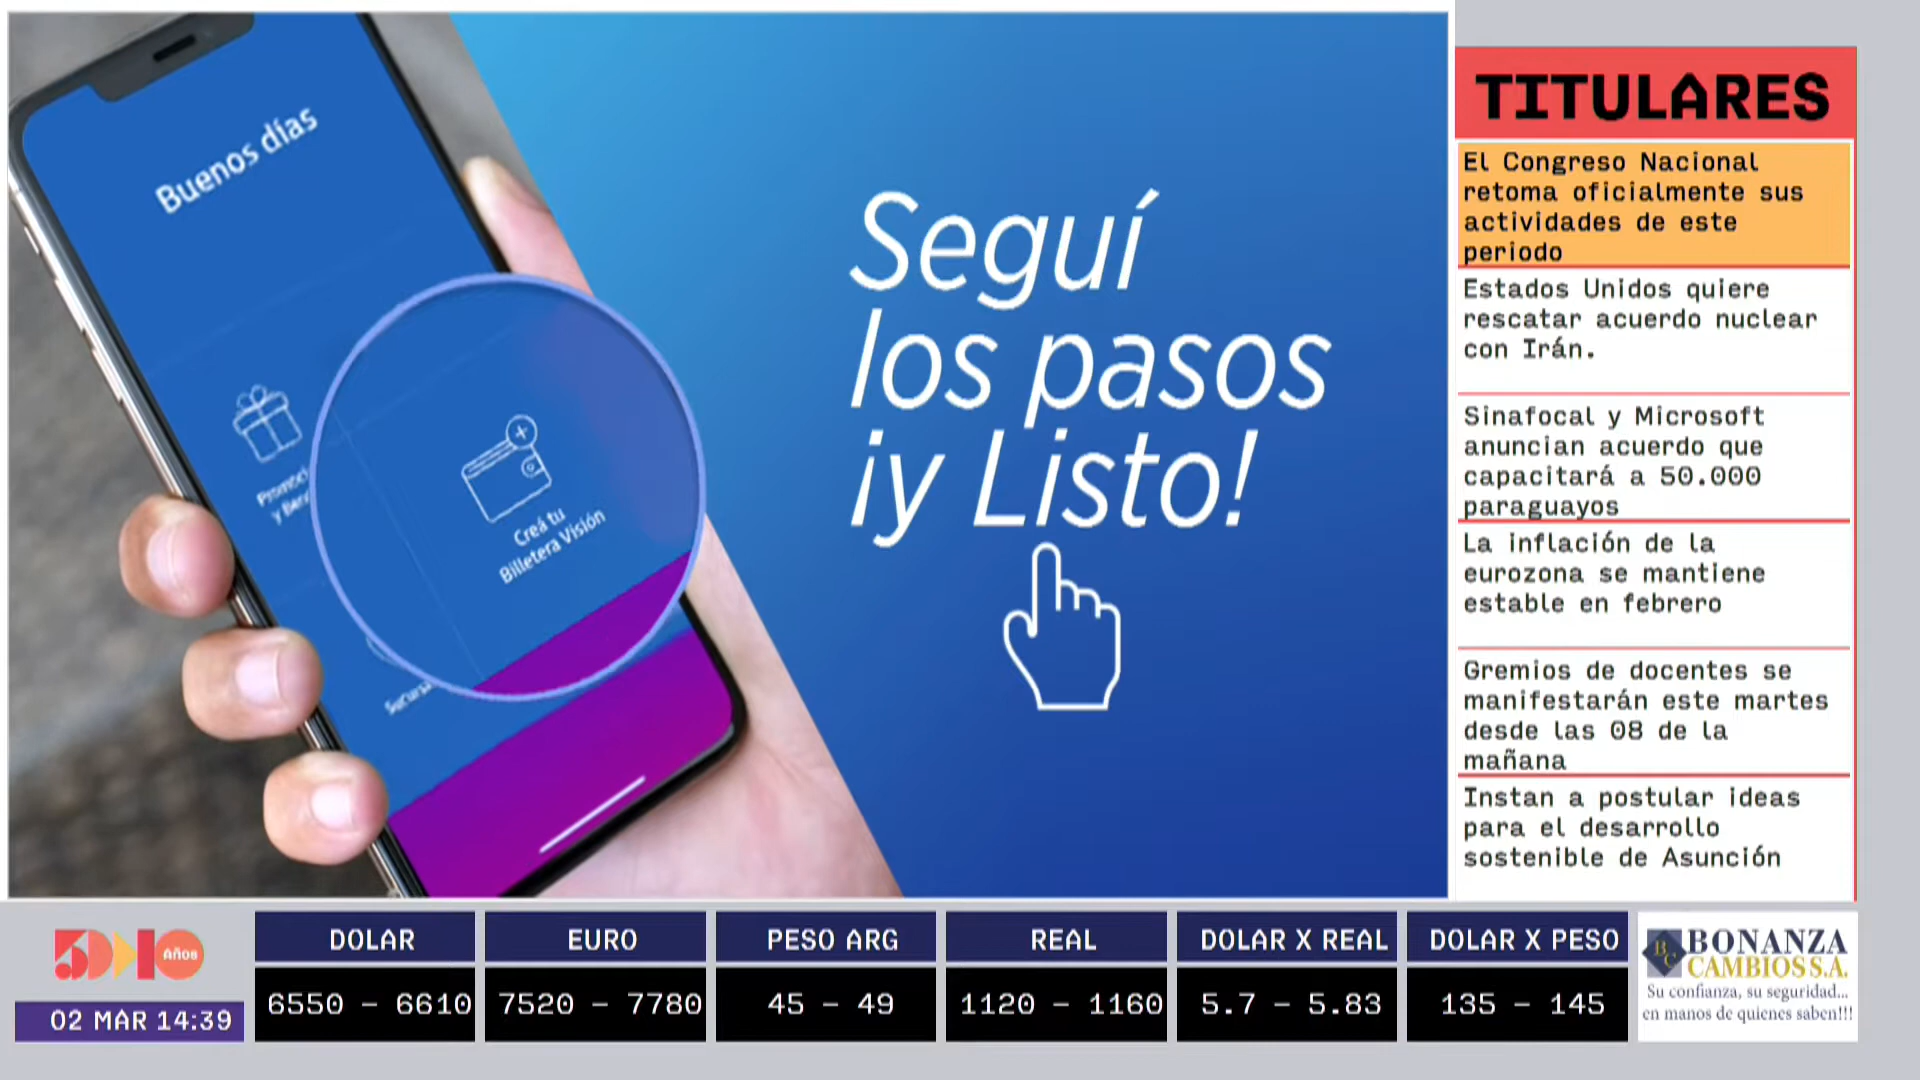 Buenos días
y
Creá tu
Billetera Visión
Seguí
los pasos
¡y Listo!
TITULARES
El Congreso Nacional
retoma oficialmente sus
actividades de este
periodo
Estados Unidos quiere
rescatar acuerdo nuclear
con Irán.
Sinafocal y Microsoft
anuncian acuerdo que
capacitará a 50.000
paraguayos
La inflación de la
eurozona se mantiene
estable en febrero
Gremios de docentes se
manifestarán este martes
desde las 08 de la
mañana
Instan a postular ideas
para el desarrollo
sostenible de Asunción
Años
02 MAR 14:39
DOLAR
6550 - 6610
EURO
7520 - 7780
PESO ARG
45 - 49
REAL
1120 - 1160
DOLAR X REAL
5.7 - 5.83
DOLAR X PESO
135 - 145
BC
BONANZA
CAMBIOS S.A.
Su confianza, su seguridad...
en manos de quienes saben!!!